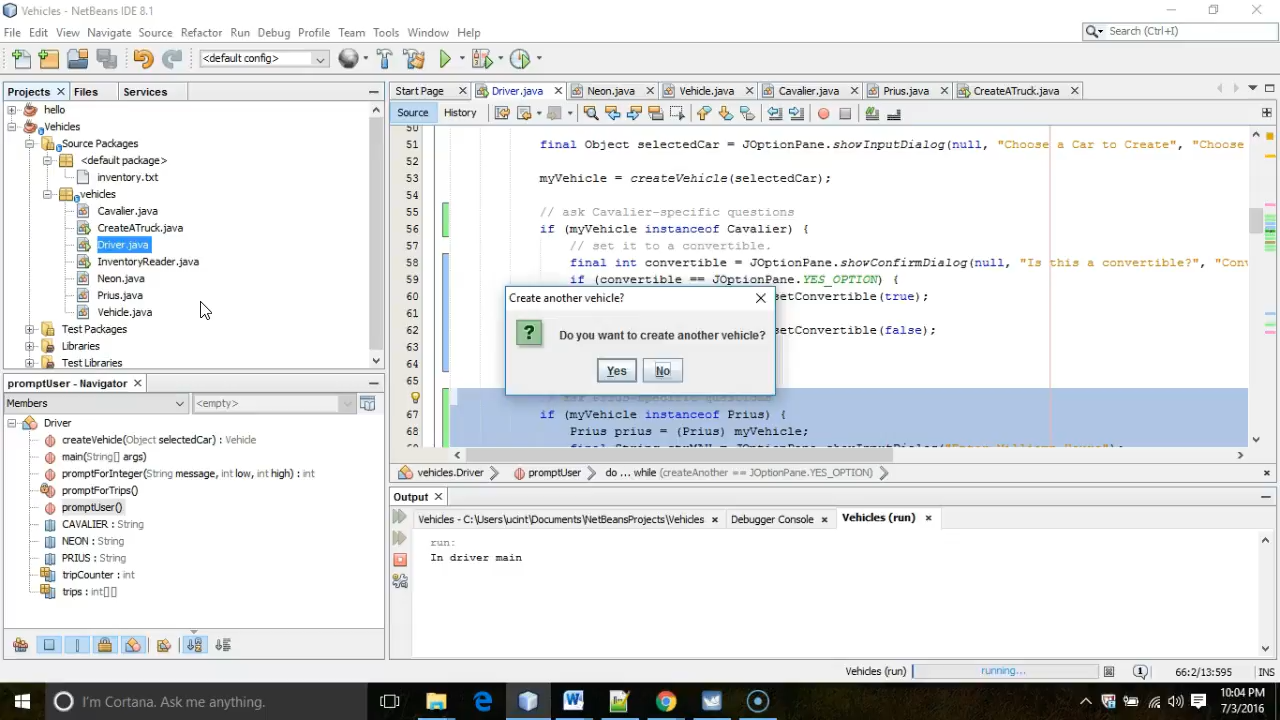 Vehicles - NetBeans IDE 8.1
File Edit View Navigate Source Refactor Run Debug Profile Team Tools Window Help
Search (Ctrl+I)
<default config>
Projects Files Services
hello
Vehicles
Source Packages
<default package>
inventory.txt
vehicles
Cavalier.java
CreateATruck.java
Driver.java
InventoryReader.java
Neon.java
Prius.java
Vehicle.java
Test Packages
Libraries
Test Libraries
Start Page Driver.java Neon.java Vehicle.java Cavalier.java Prius.java CreateATruck.java
Source History
50
51 final Object selectedCar = JOptionPane.showInputDialog(null, "Choose a Car to Create", "Choose
52
53 myVehicle = createVehicle(selectedCar);
54
55 // ask Cavalier-specific questions
56 if (myVehicle instanceof Cavalier) {
57 // set it to a convertible.
58 final int convertible = JOptionPane.showConfirmDialog(null, "Is this a convertible?", "Con
59 if (convertible == JOptionPane.YES_OPTION) {
60 setConvertible(true);
61
62 setConvertible(false);
63
64
65
67 if (myVehicle instanceof Prius) {
68 Prius prius = (Prius) myVehicle;
Create another vehicle?
Do you want to create another vehicle?
Yes No
vehicles.Driver promptUser do ... while (createAnother == JOptionPane.YES_OPTION)
promptUser - Navigator
Members <empty>
Driver
createVehicle(Object selectedCar) : Vehicle
main(String[] args)
promptForInteger(String message, int low, int high) : int
promptForTrips()
promptUser()
CAVALIER : String
NEON : String
PRIUS : String
tripCounter : int
trips : int[][]
Output
Vehicles - C:\Users\ucint\Documents\NetBeansProjects\Vehicles Debugger Console Vehicles (run)
run:
In driver main
Vehicles (run) running... 1 66:2/13:595 INS
I'm Cortana. Ask me anything.
10:04 PM
7/3/2016